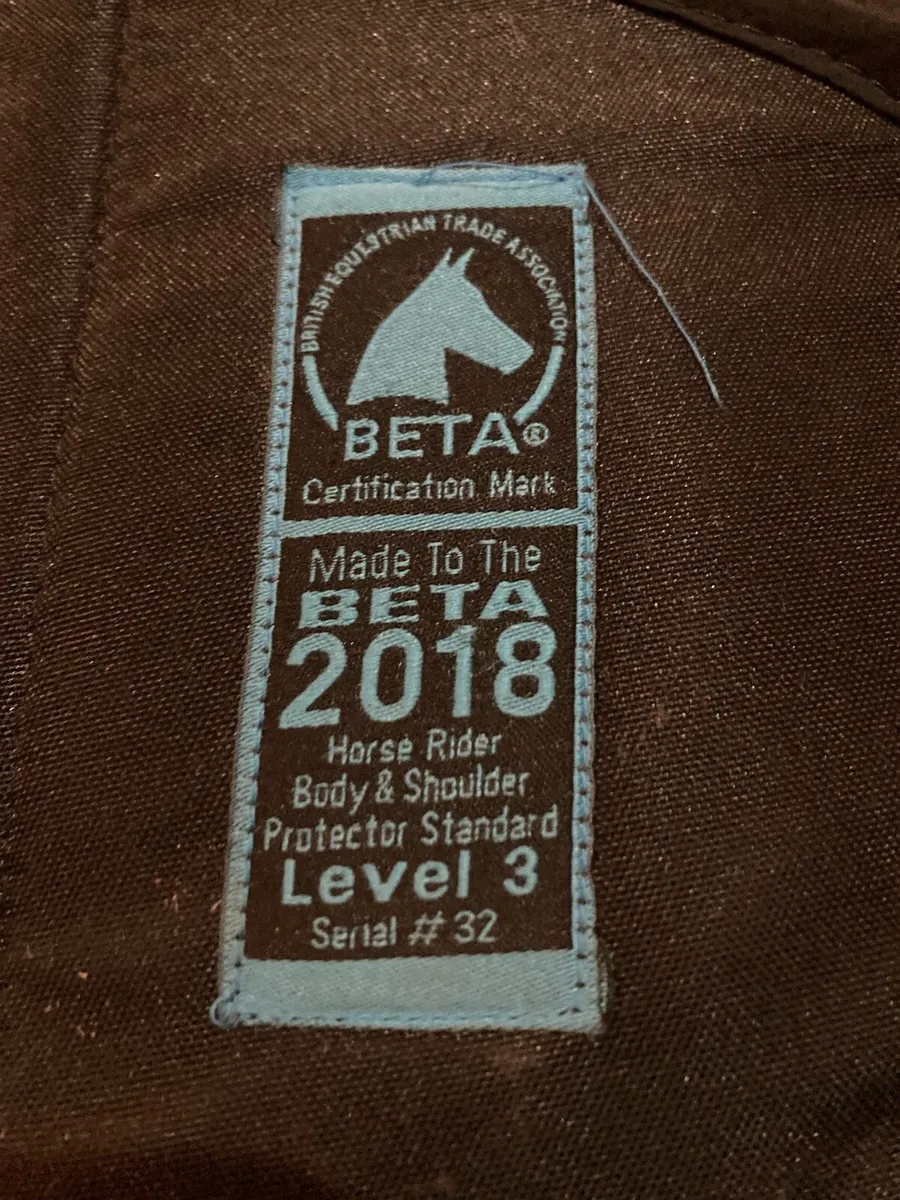 BRITISH EQUESTRIAN TRADE ASSOCIATION
BETA®
Certification Mark
Made To The
BETA
2018
Horse Rider
Body & Shoulder
Protector Standard
Level 3
Serial # 32